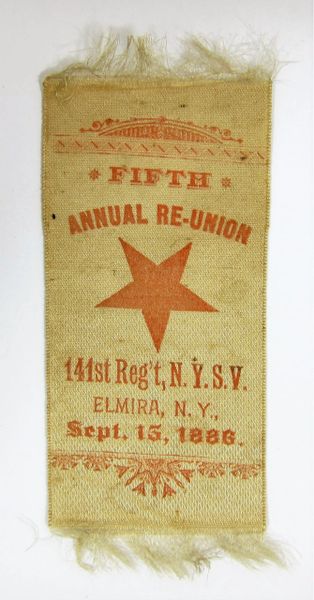 FIFTH
ANNUAL RE-UNION
141st Reg't, N.Y.S.V.
ELMIRA, N.Y.,
Sept. 15, 1886.